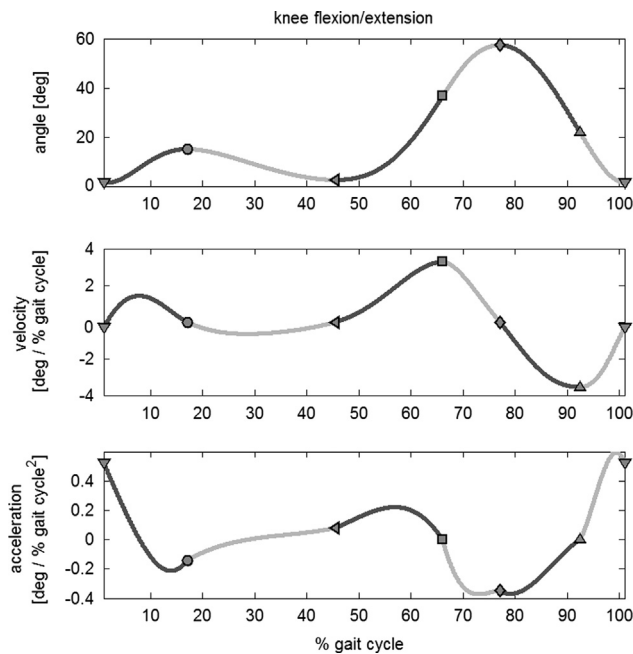 knee flexion/extension
angle [deg]
60
40
20
0
10 20 30 40 50 60 70 80 90 100
velocity
[deg / % gait cycle]
4
2
0
-2
-4
10 20 30 40 50 60 70 80 90 100
acceleration
[deg / % gait cycle²]
0.4
0.2
0
-0.2
-0.4
10 20 30 40 50 60 70 80 90 100
% gait cycle